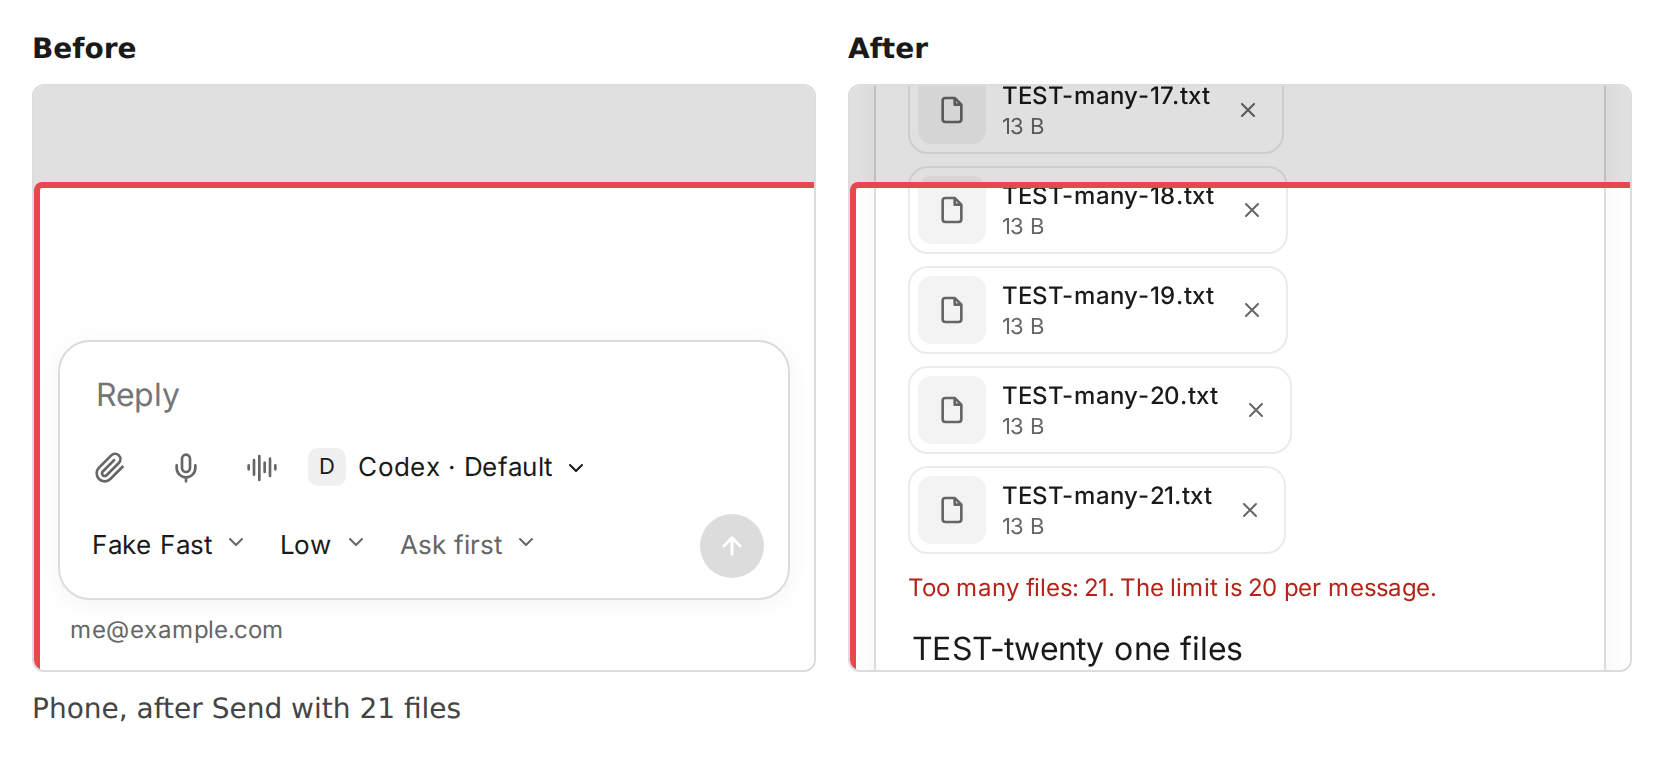 Before
Reply
D Codex · Default
Fake Fast Low Ask first
me@example.com
Phone, after Send with 21 files
After
TEST-many-17.txt
13 B
TEST-many-18.txt
13 B
TEST-many-19.txt
13 B
TEST-many-20.txt
13 B
TEST-many-21.txt
13 B
Too many files: 21. The limit is 20 per message.
TEST-twenty one files